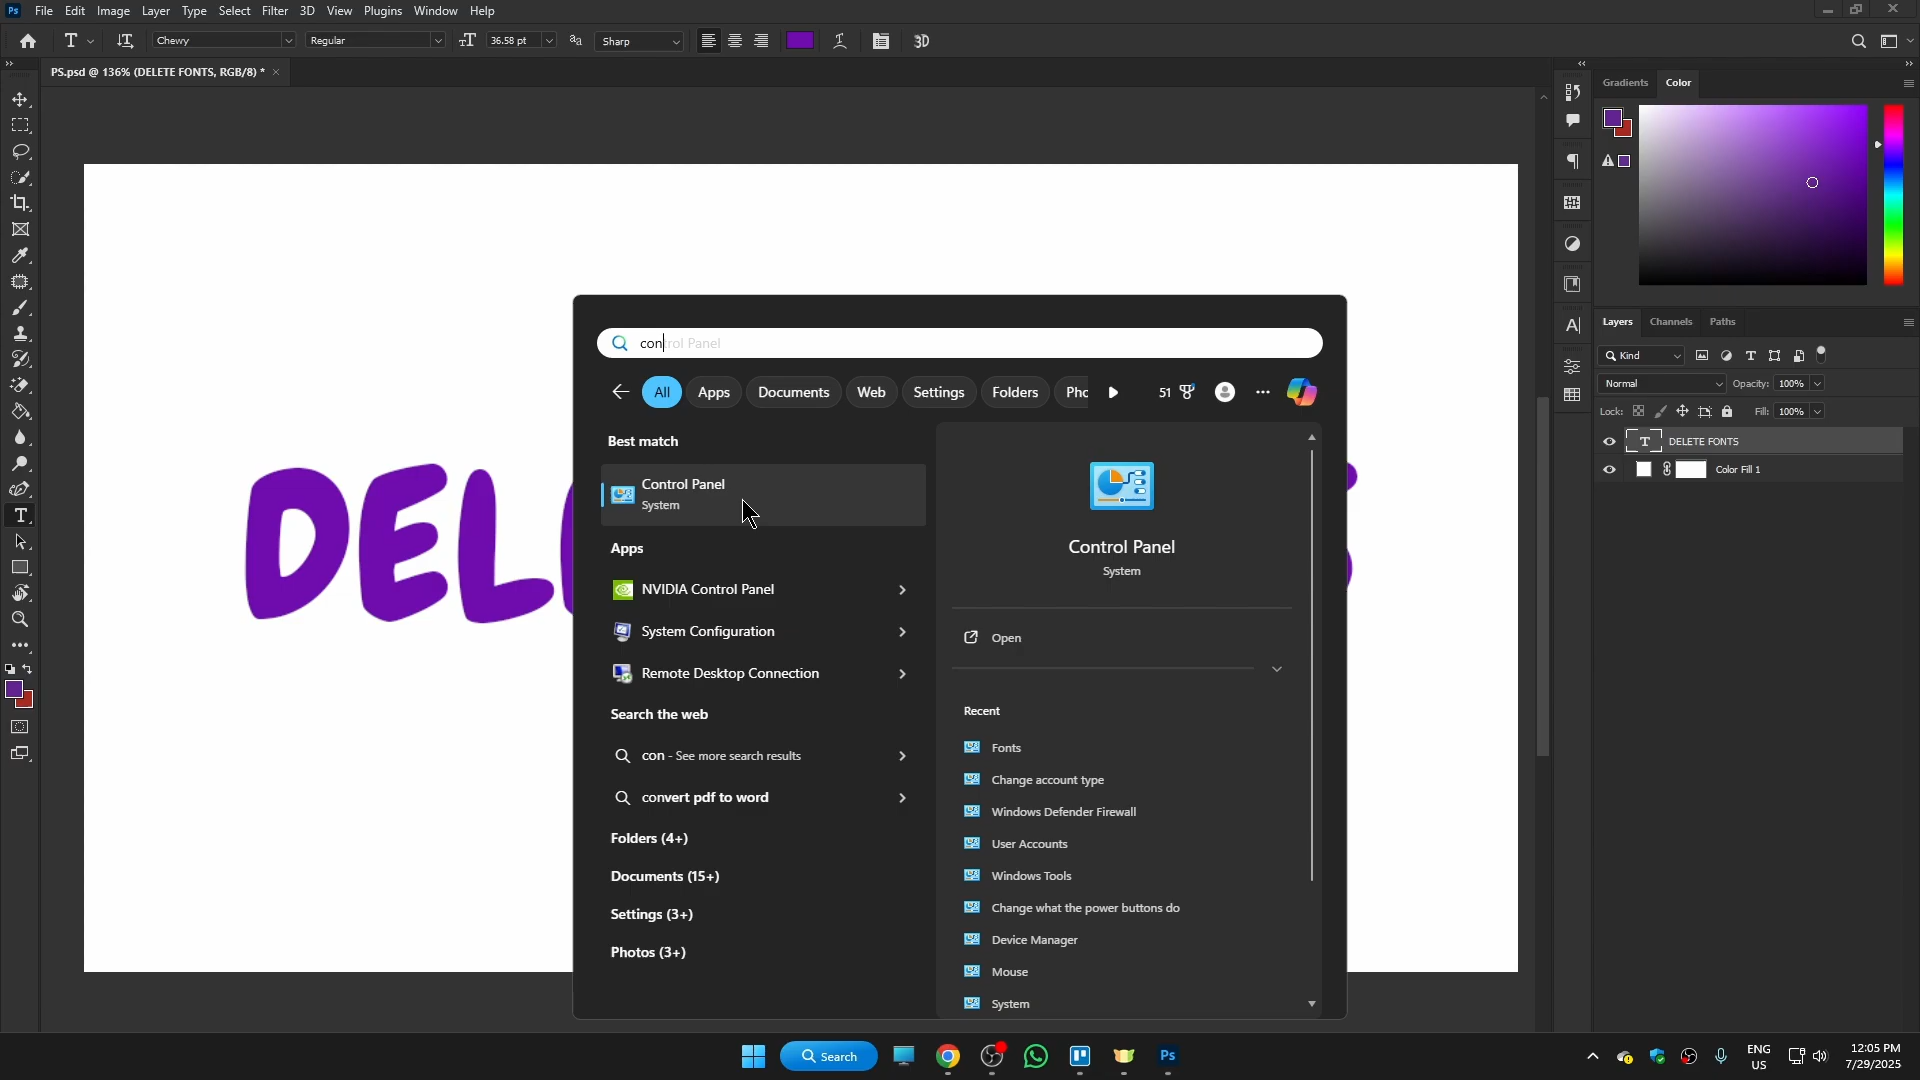 Ps File Edit Image Layer Type Select Filter 3D View Plugins Window Help
T Chewy Regular 36.58 pt Sharp 3D
PS.psd @ 136% (DELETE FONTS, RGB/8) *
Gradients Color
DEL
con
trol Panel
All Apps Documents Web Settings Folders Pho 51
Best match
Control Panel
System
Apps
NVIDIA Control Panel
System Configuration
Remote Desktop Connection
Search the web
con - See more search results
convert pdf to word
Folders (4+)
Documents (15+)
Settings (3+)
Photos (3+)
Control Panel
System
Open
Recent
Fonts
Change account type
Windows Defender Firewall
User Accounts
Windows Tools
Change what the power buttons do
Device Manager
Mouse
System
Layers Channels Paths
Kind
Normal Opacity: 100%
Lock: Fill: 100%
T DELETE FONTS
Color Fill 1
Search
Ps
ENG
US
12:05 PM
7/29/2025